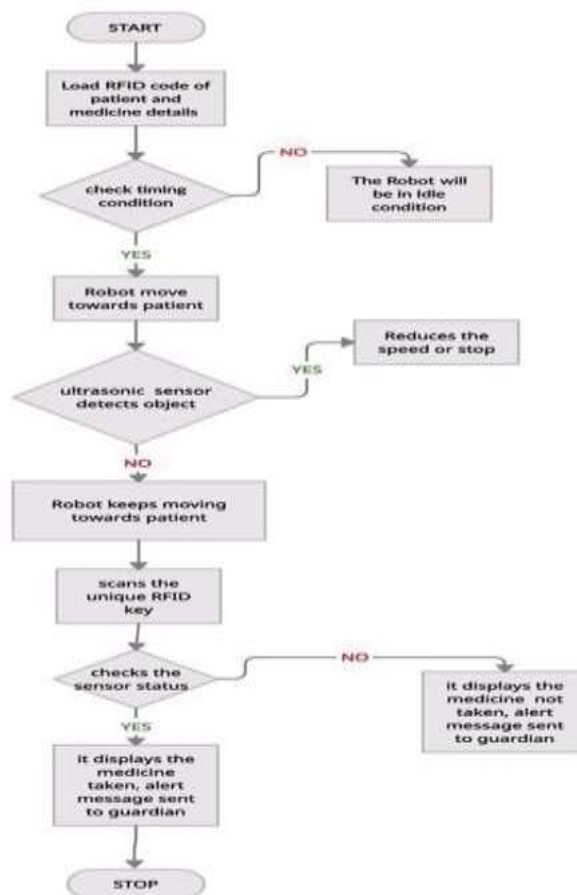 START
Load RFID code of
patient and
medicine details
NO
check timing
condition
The Robot will
be in Idle
condition
YES
Robot move
towards patient
Reduces the
speed or stop
YES
ultrasonic sensor
detects object
NO
Robot keeps moving
towards patient
scans the
unique RFID
key
NO
checks the
sensor status
it displays the
medicine not
taken, alert
message sent
to guardian
YES
it displays the
medicine
taken, alert
message sent
to guardian
STOP